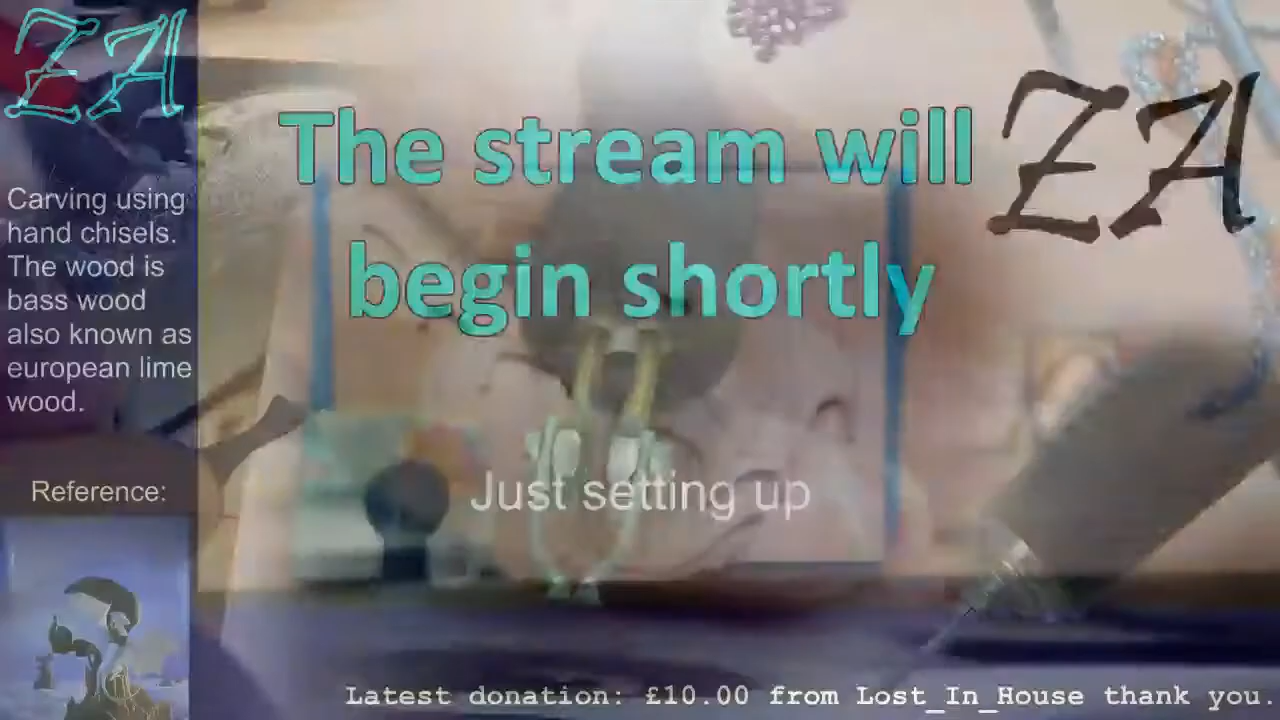 ZA
The stream will
begin shortly
ZA
Carving using
hand chisels.
The wood is
bass wood
also known as
european lime
wood.
Reference:
Just setting up
Latest donation: £10.00 from Lost_In_House thank you.